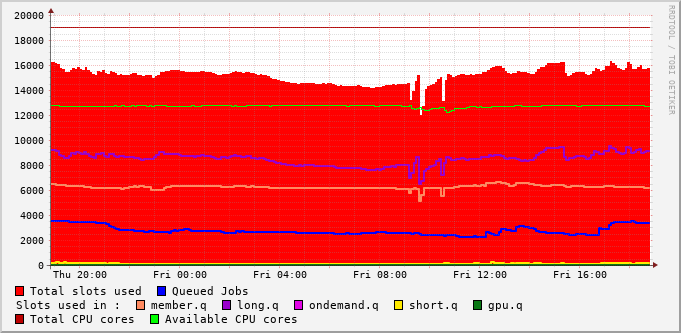 20000
18000
16000
14000
12000
10000
8000
6000
4000
2000
0
Thu 20:00 Fri 00:00 Fri 04:00 Fri 08:00 Fri 12:00 Fri 16:00
Total slots used Queued Jobs
Slots used in : member.q long.q ondemand.q short.q gpu.q
Total CPU cores Available CPU cores
RRDTOOL / TOBI OETIKER